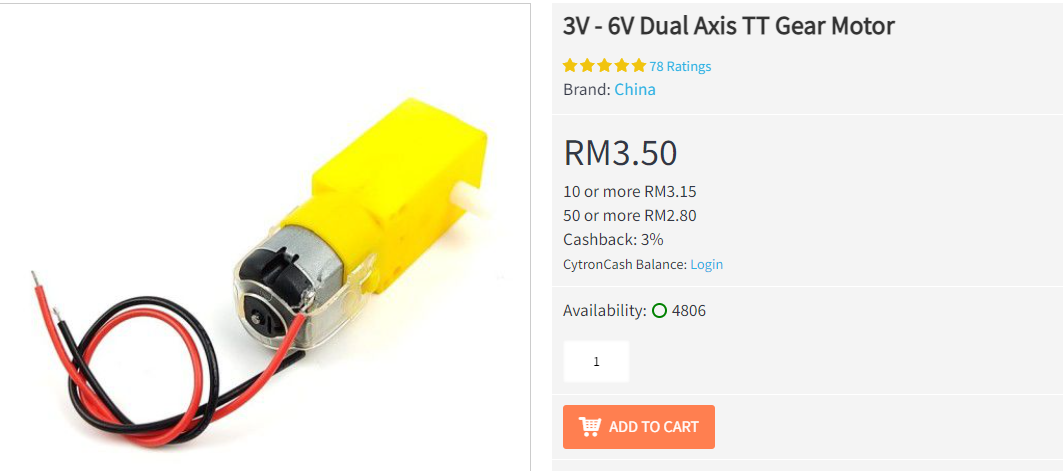 3V - 6V Dual Axis TT Gear Motor
78 Ratings
Brand: China
RM3.50
10 or more RM3.15
50 or more RM2.80
Cashback: 3%
CytronCash Balance: Login
Availability: 4806
1
ADD TO CART